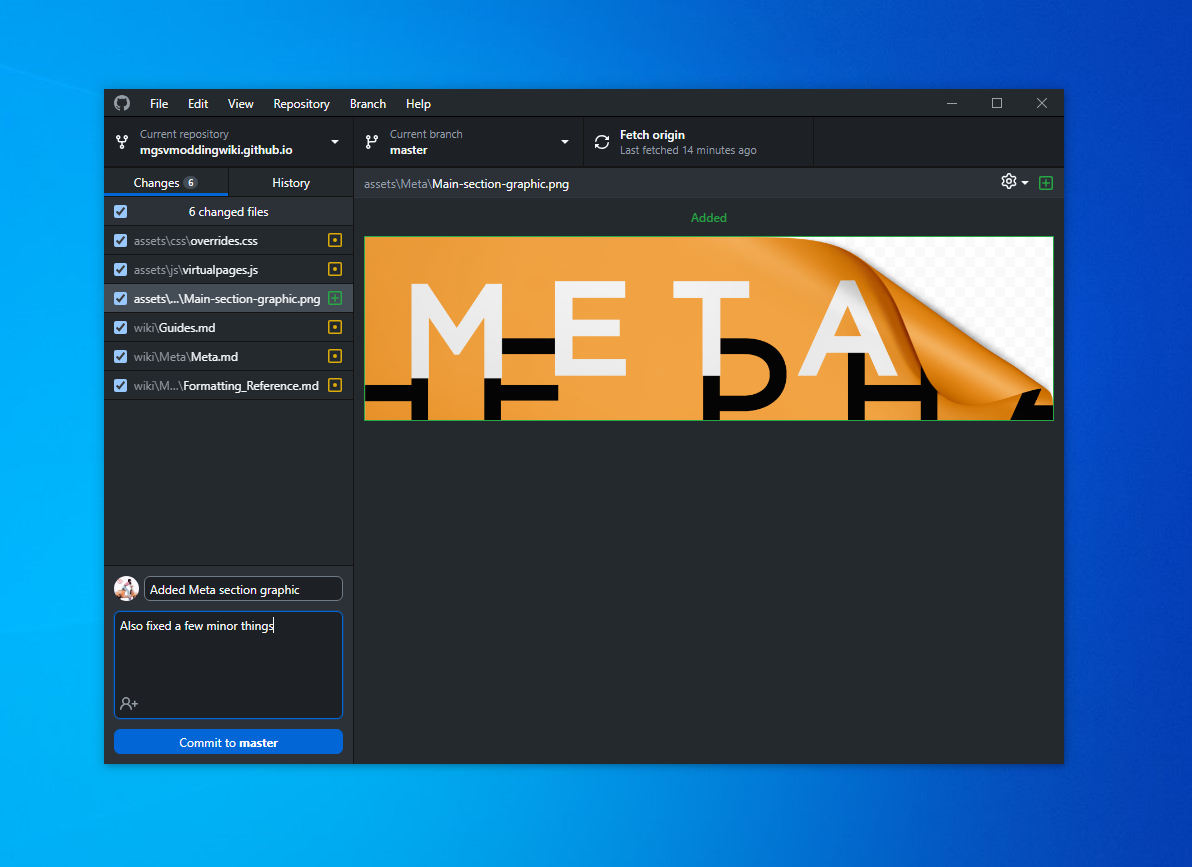 File Edit View Repository Branch Help
Current repository
mgsvmoddingwiki.github.io
Current branch
master
Fetch origin
Last fetched 14 minutes ago
Changes 6
History
6 changed files
assets\css\overrides.css
assets\js\virtualpages.js
assets\...\Main-section-graphic.png
wiki\Guides.md
wiki\Meta\Meta.md
wiki\M...\Formatting_Reference.md
Added Meta section graphic
Also fixed a few minor things
Commit to master
assets\Meta\Main-section-graphic.png
Added
META